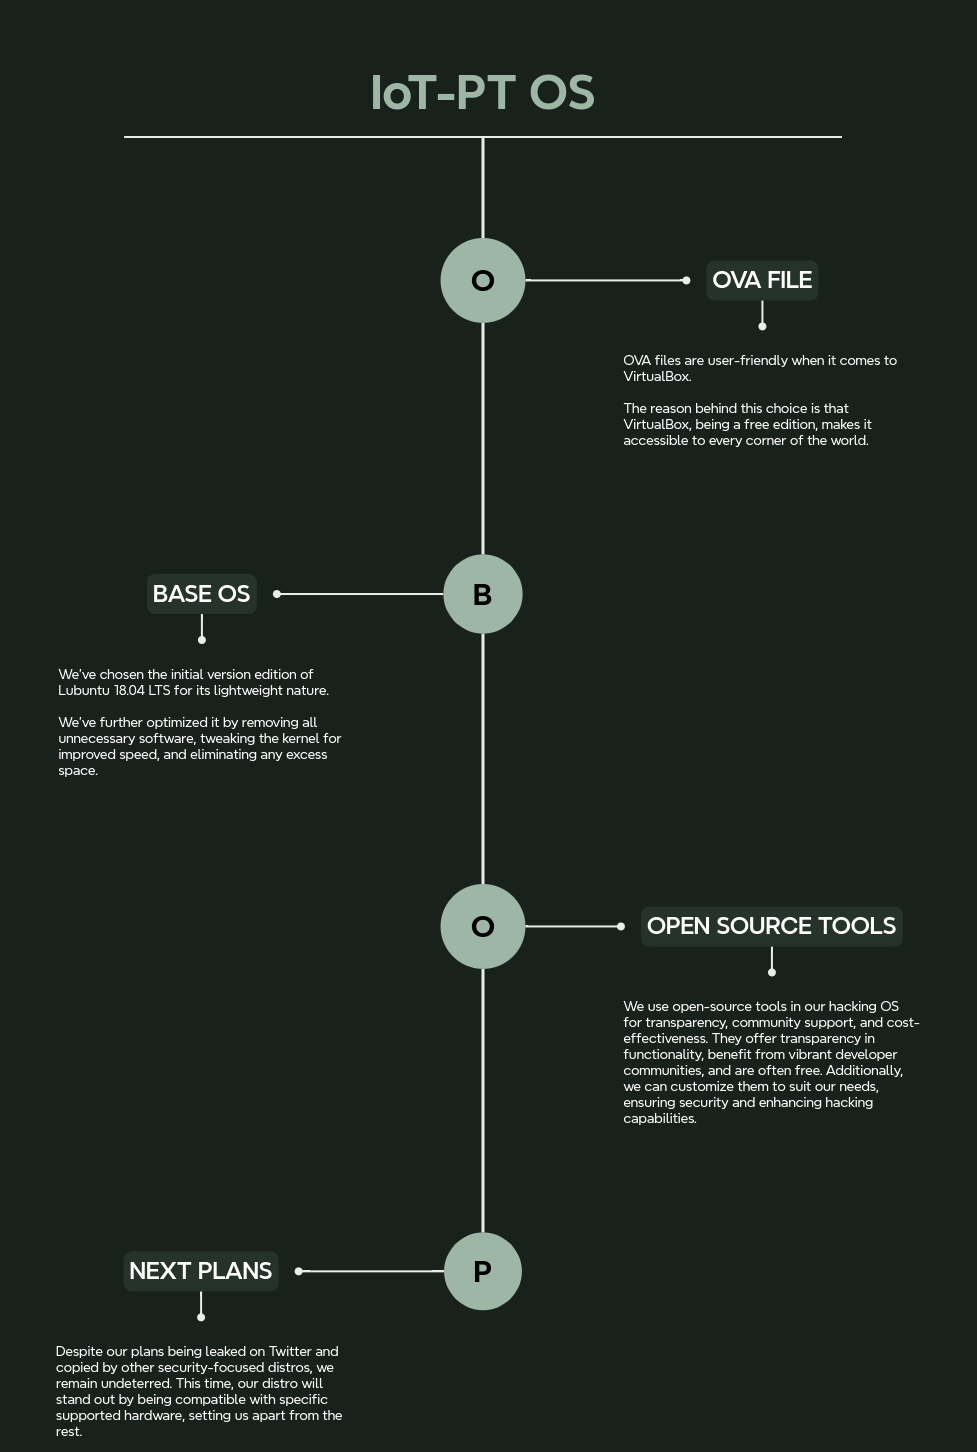 IoT-PT OS
O
OVA FILE
OVA files are user-friendly when it comes to
VirtualBox.
The reason behind this choice is that
VirtualBox, being a free edition, makes it
accessible to every corner of the world.
BASE OS
B
We've chosen the initial version edition of
Lubuntu 18.04 LTS for its lightweight nature.
We've further optimized it by removing all
unnecessary software, tweaking the kernel for
improved speed, and eliminating any excess
space.
O
OPEN SOURCE TOOLS
We use open-source tools in our hacking OS
for transparency, community support, and cost-
effectiveness. They offer transparency in
functionality, benefit from vibrant developer
communities, and are often free. Additionally,
we can customize them to suit our needs,
ensuring security and enhancing hacking
capabilities.
NEXT PLANS
P
Despite our plans being leaked on Twitter and
copied by other security-focused distros, we
remain undeterred. This time, our distro will
stand out by being compatible with specific
supported hardware, setting us apart from the
rest.